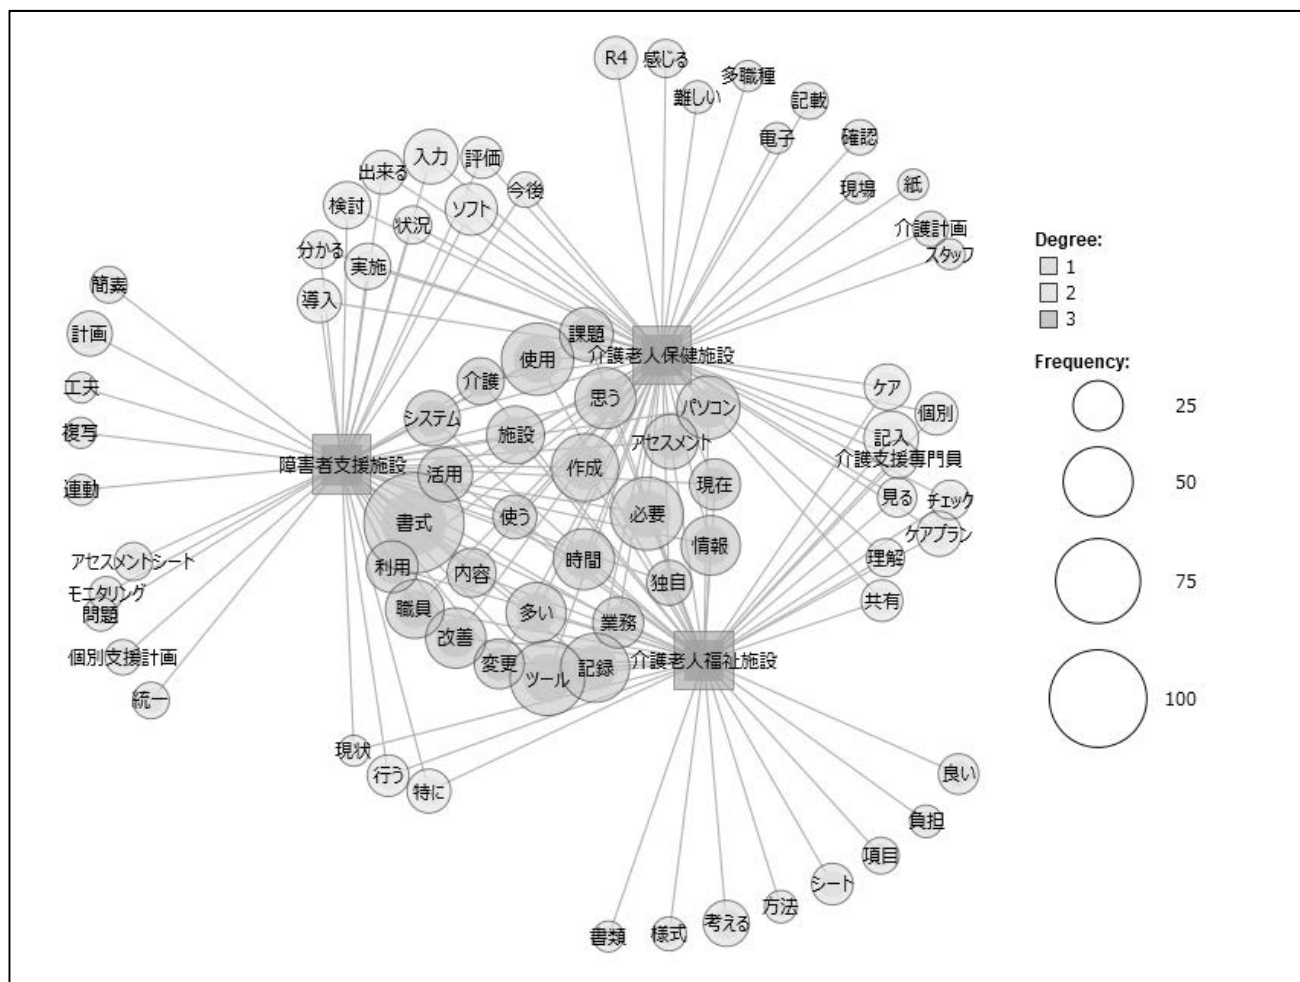 R4
感じる
難しい
多職種
記載
電子
確認
現場
紙
介護計画
スタッフ
入力
評価
出来る
今後
検討
ソフト
状況
分かる
実施
導入
簡素
計画
工夫
複写
連動
アセスメントシート
モニタリング
問題
個別支援計画
統一
障害者支援施設
介護老人保健施設
介護老人福祉施設
課題
使用
介護
思う
パソコン
システム
施設
アセスメント
活用
作成
現在
書式
使う
必要
情報
利用
内容
時間
独自
職員
多い
業務
改善
変更
ツール
記録
ケア
個別
記入
介護支援専門員
見る
チェック
ケアプラン
理解
共有
現状
行う
特に
良い
負担
項目
シート
方法
考える
様式
書類
Degree:
1
2
3
Frequency:
25
50
75
100